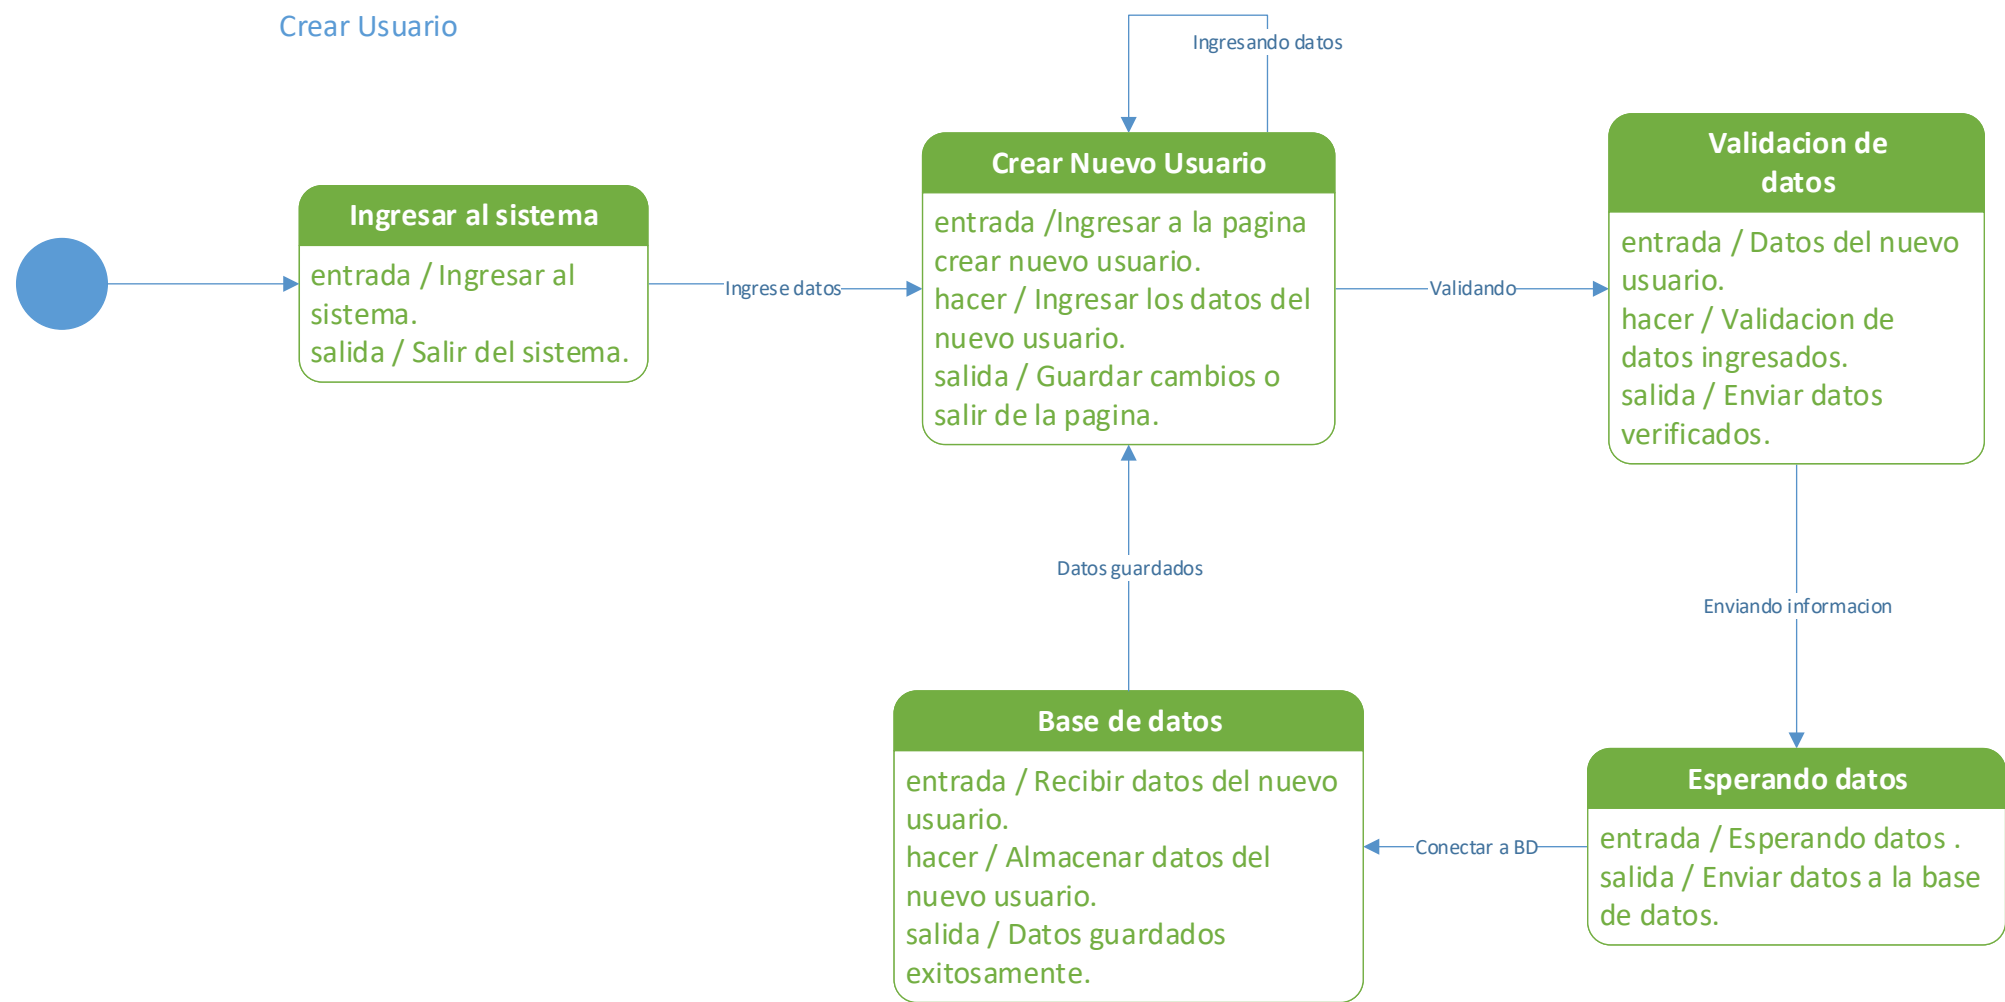 Crear Usuario
Ingresando datos
Ingresar al sistema
entrada / Ingresar al
sistema.
salida / Salir del sistema.
Ingrese datos
Crear Nuevo Usuario
entrada /Ingresar a la pagina
crear nuevo usuario.
hacer / Ingresar los datos del
nuevo usuario.
salida / Guardar cambios o
salir de la pagina.
Validando
Validacion de
datos
entrada / Datos del nuevo
usuario.
hacer / Validacion de
datos ingresados.
salida / Enviar datos
verificados.
Datos guardados
Enviando informacion
Base de datos
entrada / Recibir datos del nuevo
usuario.
hacer / Almacenar datos del
nuevo usuario.
salida / Datos guardados
exitosamente.
Conectar a BD
Esperando datos
entrada / Esperando datos .
salida / Enviar datos a la base
de datos.